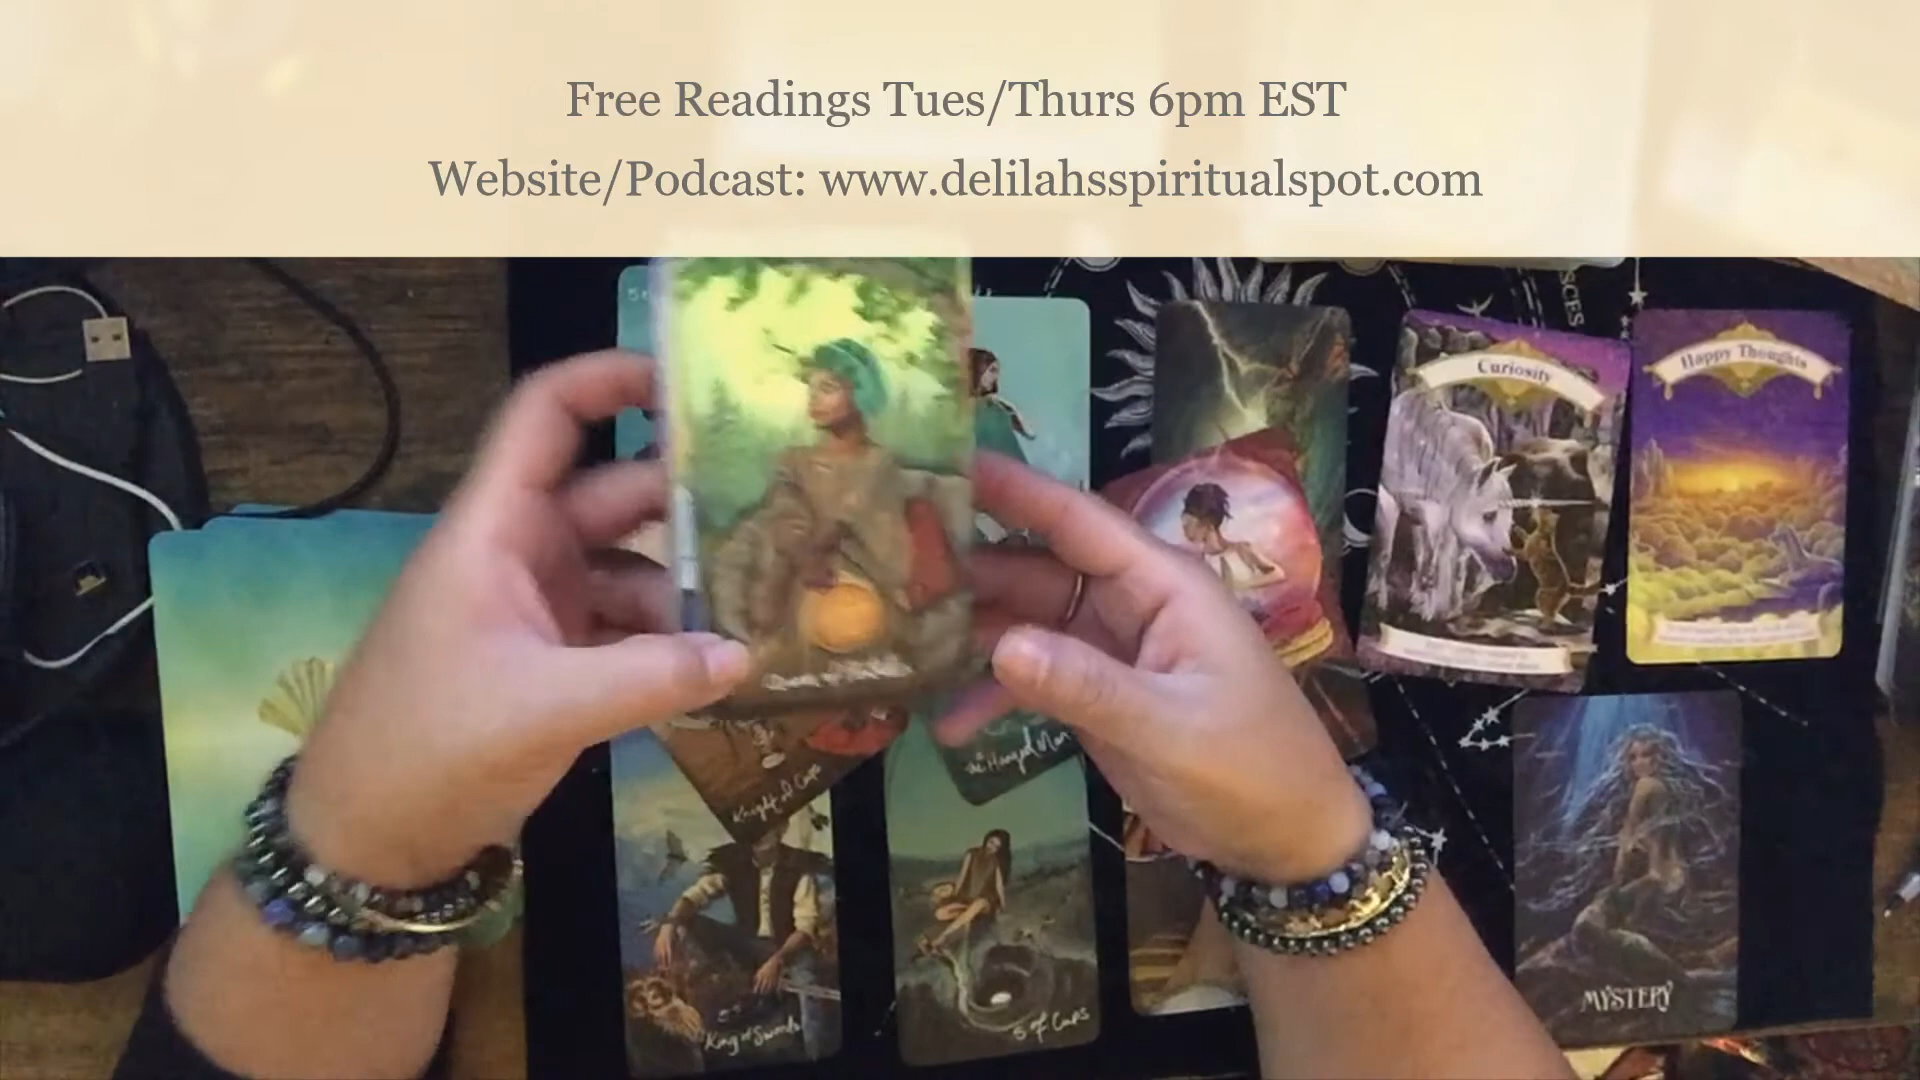 Free Readings Tues/Thurs 6pm EST
Website/Podcast: www.delilahsspiritualspot.com
SCES
Curiosity
Happy Thoughts
the Hanged Man
Knight of Cups
King of Swords
5 of Cups
MYSTERY